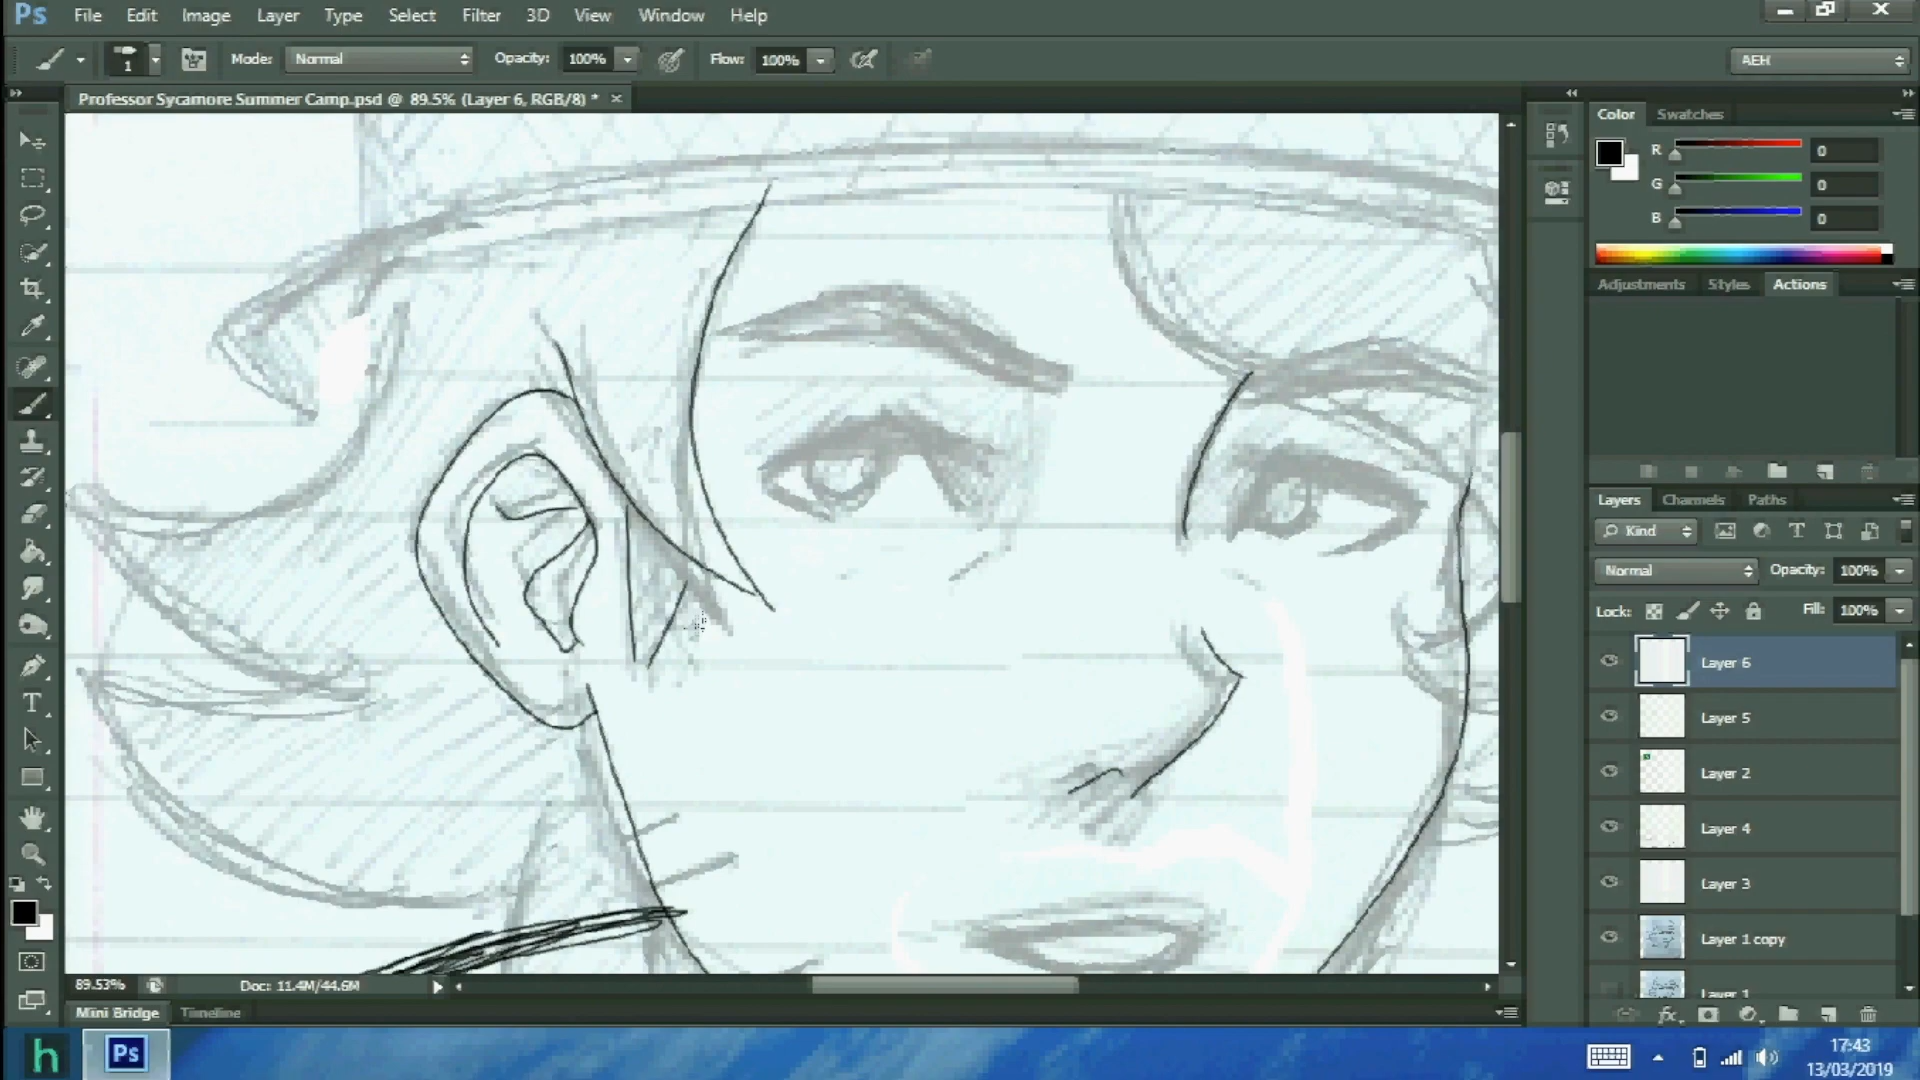 Ps File Edit Image Layer Type Select Filter 3D View Window Help
1 Mode: Normal Opacity: 100% Flow: 100% AEH
Professor Sycamore Summer Camp.psd @ 89.5% (Layer 6, RGB/8) * ×
Color Swatches
R 0
G 0
B 0
Adjustments Styles Actions
Layers Channels Paths
Kind
Normal Opacity: 100%
Lock: Fill: 100%
Layer 6
Layer 5
Layer 2
Layer 4
Layer 3
Layer 1 copy
Layer 1
89.53% Doc: 11.4M/44.6M
Mini Bridge Timeline
h Ps
17:43
13/03/2019